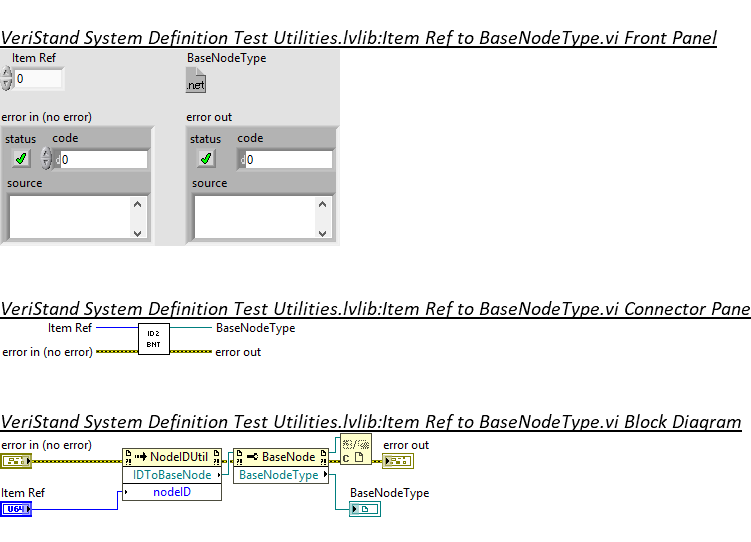 VeriStand System Definition Test Utilities.lvlib:Item Ref to BaseNodeType.vi Front Panel
Item Ref BaseNodeType
0 .net
error in (no error) error out
status code status code
0 0
source source
VeriStand System Definition Test Utilities.lvlib:Item Ref to BaseNodeType.vi Connector Pane
Item Ref ID2 BaseNodeType
error in (no error) BNT error out
VeriStand System Definition Test Utilities.lvlib:Item Ref to BaseNodeType.vi Block Diagram
error in (no error) error out
NodeIDUtil BaseNode C
IDToBaseNode BaseNodeType
Item Ref nodeID BaseNodeType
U64